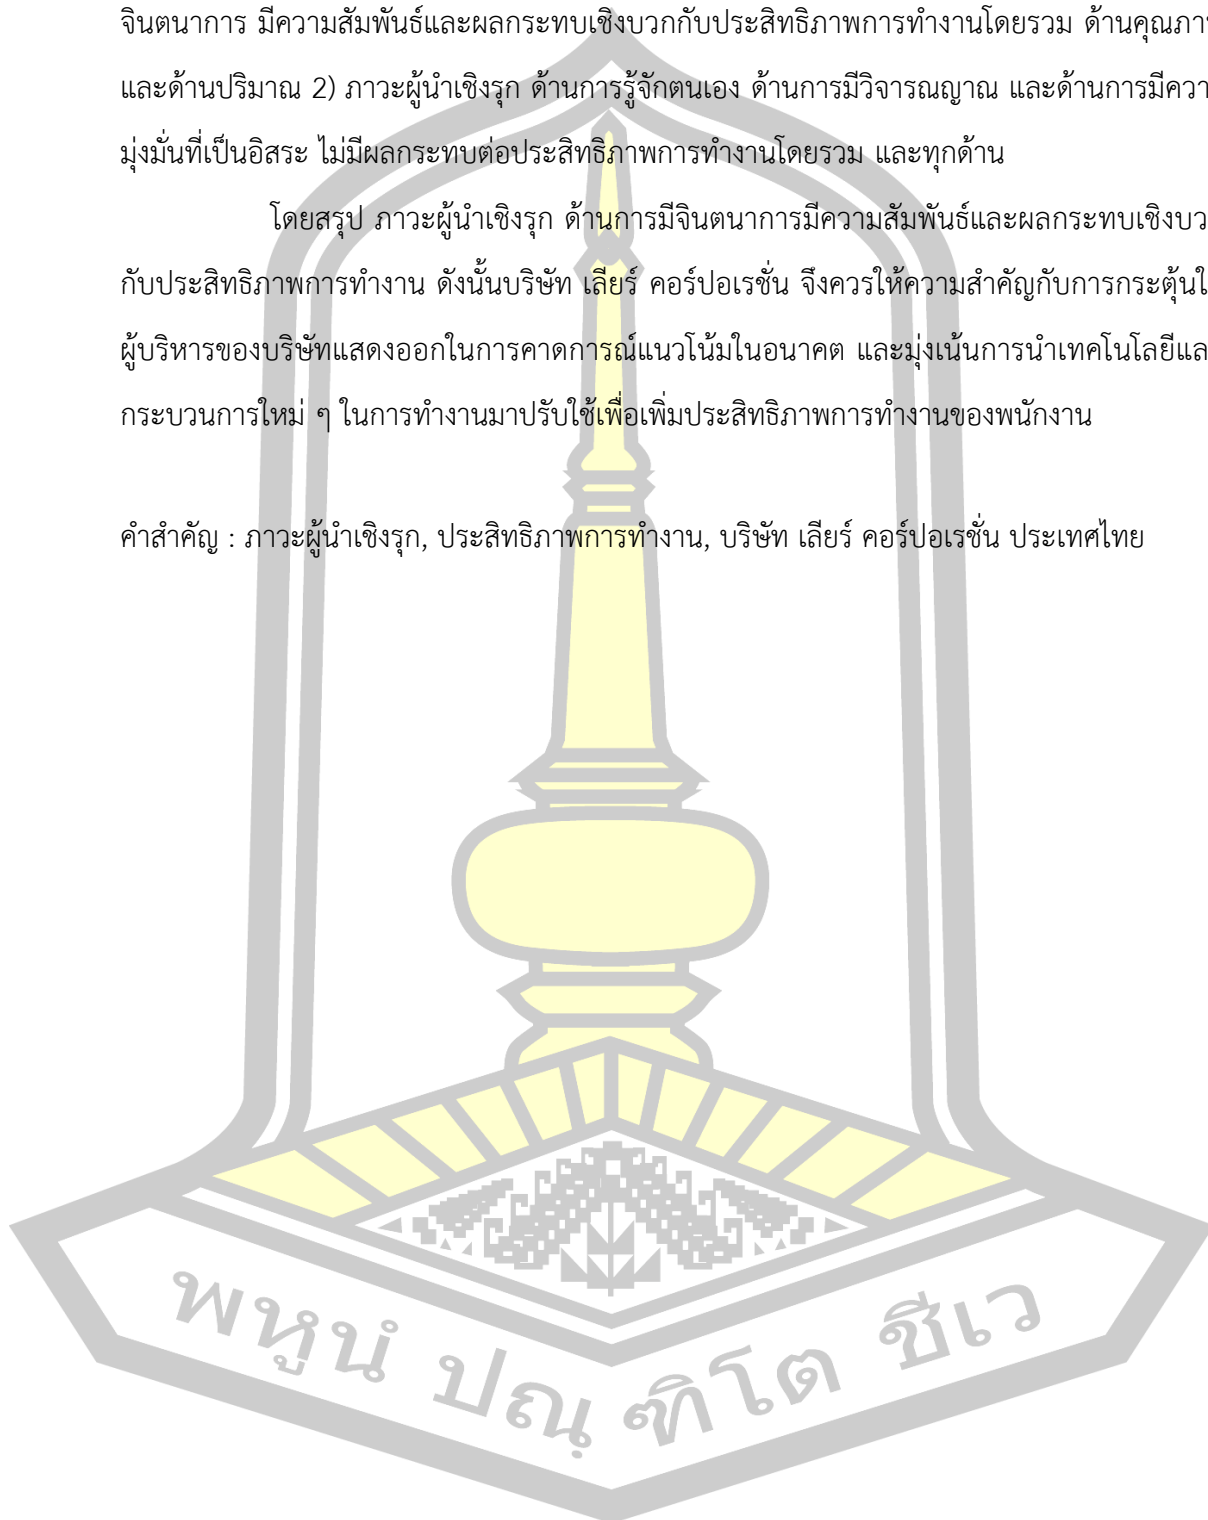 จินตนาการ มีความสัมพันธ์และผลกระทบเชิงบวกกับประสิทธิภาพการทำงานโดยรวม ด้านคุณภา
และด้านปริมาณ 2) ภาวะผู้นำเชิงรุก ด้านการรู้จักตนเอง ด้านการมีวิจารณญาณ และด้านการมีควา
มุ่งมั่นที่เป็นอิสระ ไม่มีผลกระทบต่อประสิทธิภาพการทำงานโดยรวม และทุกด้าน
โดยสรุป ภาวะผู้นำเชิงรุก ด้านการมีจินตนาการมีความสัมพันธ์และผลกระทบเชิงบว
กับประสิทธิภาพการทำงาน ดังนั้นบริษัท เลียร์ คอร์ปอเรชั่น จึงควรให้ความสำคัญกับการกระตุ้นใ
ผู้บริหารของบริษัทแสดงออกในการคาดการณ์แนวโน้มในอนาคต และมุ่งเน้นการนำเทคโนโลยีแล
กระบวนการใหม่ ๆ ในการทำงานมาปรับใช้เพื่อเพิ่มประสิทธิภาพการทำงานของพนักงาน
คำสำคัญ : ภาวะผู้นำเชิงรุก, ประสิทธิภาพการทำงาน, บริษัท เลียร์ คอร์ปอเรชั่น ประเทศไทย
พหูนํ ปณฺ ฑิโต ชีเว